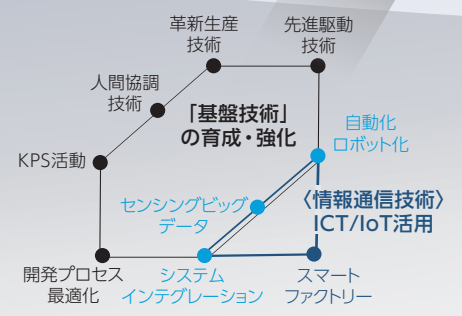 革新生産
技術
先進駆動
技術
人間協調
技術
「基盤技術」
の育成・強化
自動化
ロボット化
KPS活動
〈情報通信技術〉
ICT/IoT活用
センシングビッグ
データ
開発プロセス
最適化
システム
インテグレーション
スマート
ファクトリー